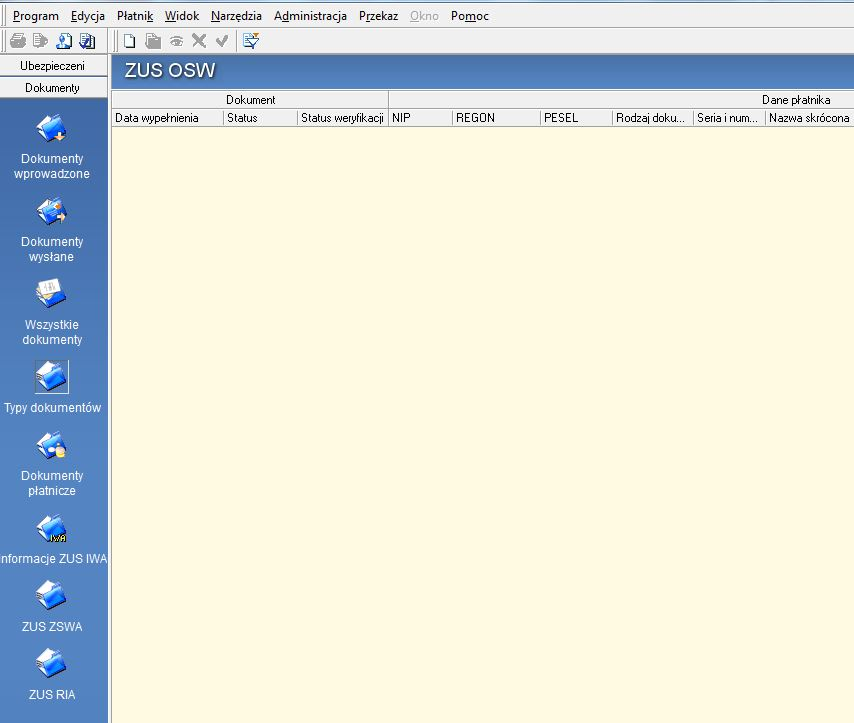 Program Edycja Płatnik Widok Narzędzia Administracja Przekaz Okno Pomoc
Ubezpieczeni
Dokumenty
Dokumenty
wprowadzone
Dokumenty
wysłane
Wszystkie
dokumenty
Typy dokumentów
Dokumenty
płatnicze
nformacje ZUS IWA
ZUS ZSWA
ZUS RIA
ZUS OSW
Dokument Dane płatnika
Data wypełnienia Status Status weryfikacji NIP REGON PESEL Rodzaj doku... Seria i num... Nazwa skrócona